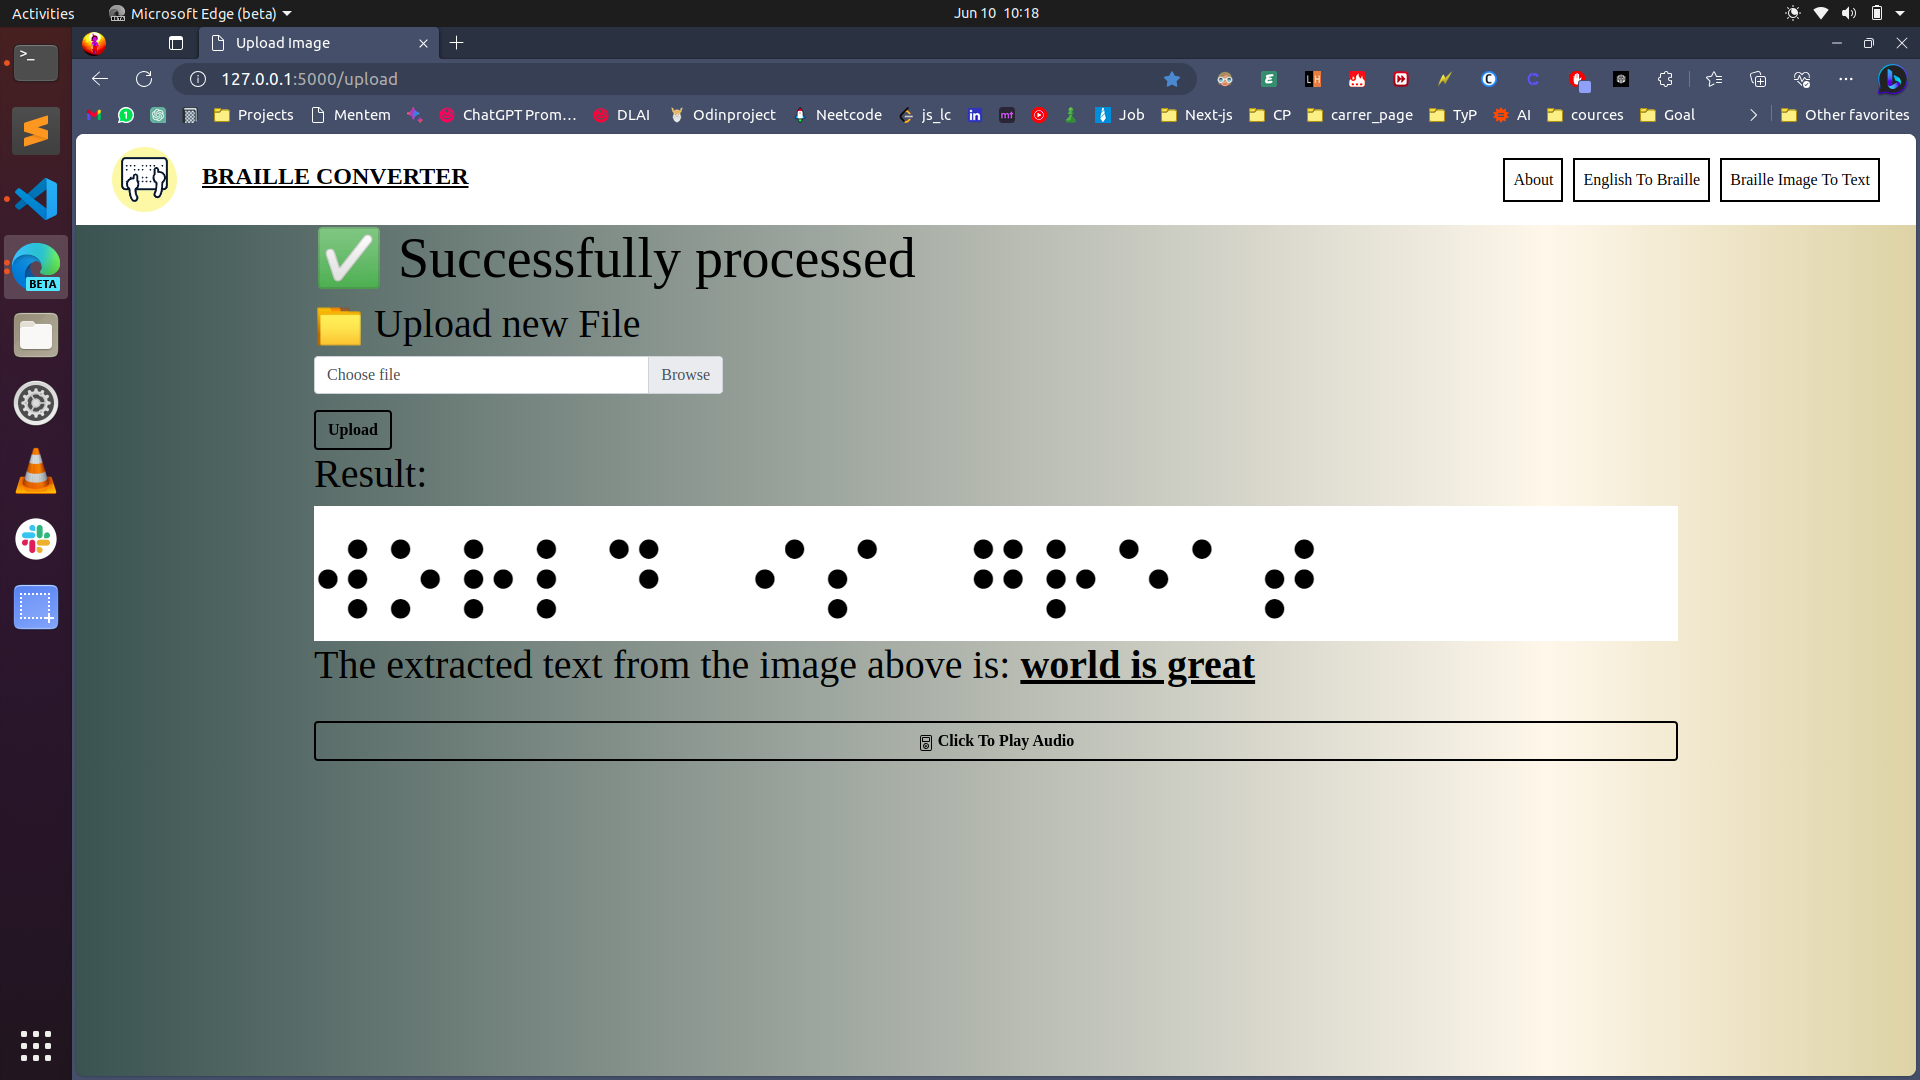 Activities Microsoft Edge (beta) Jun 10 10:18
Upload Image
127.0.0.1:5000/upload
Projects Mentem ChatGPT Prom... DLAI Odinproject Neetcode js_lc in mt Job Next-js CP carrer_page TyP AI cources Goal Other favorites
BRAILLE CONVERTER About English To Braille Braille Image To Text
BETA
Successfully processed
Upload new File
Choose file Browse
Upload
Result:
⠺⠕⠗⠇⠙ ⠊⠎ ⠛⠗⠑⠁⠞
The extracted text from the image above is: world is great
Click To Play Audio